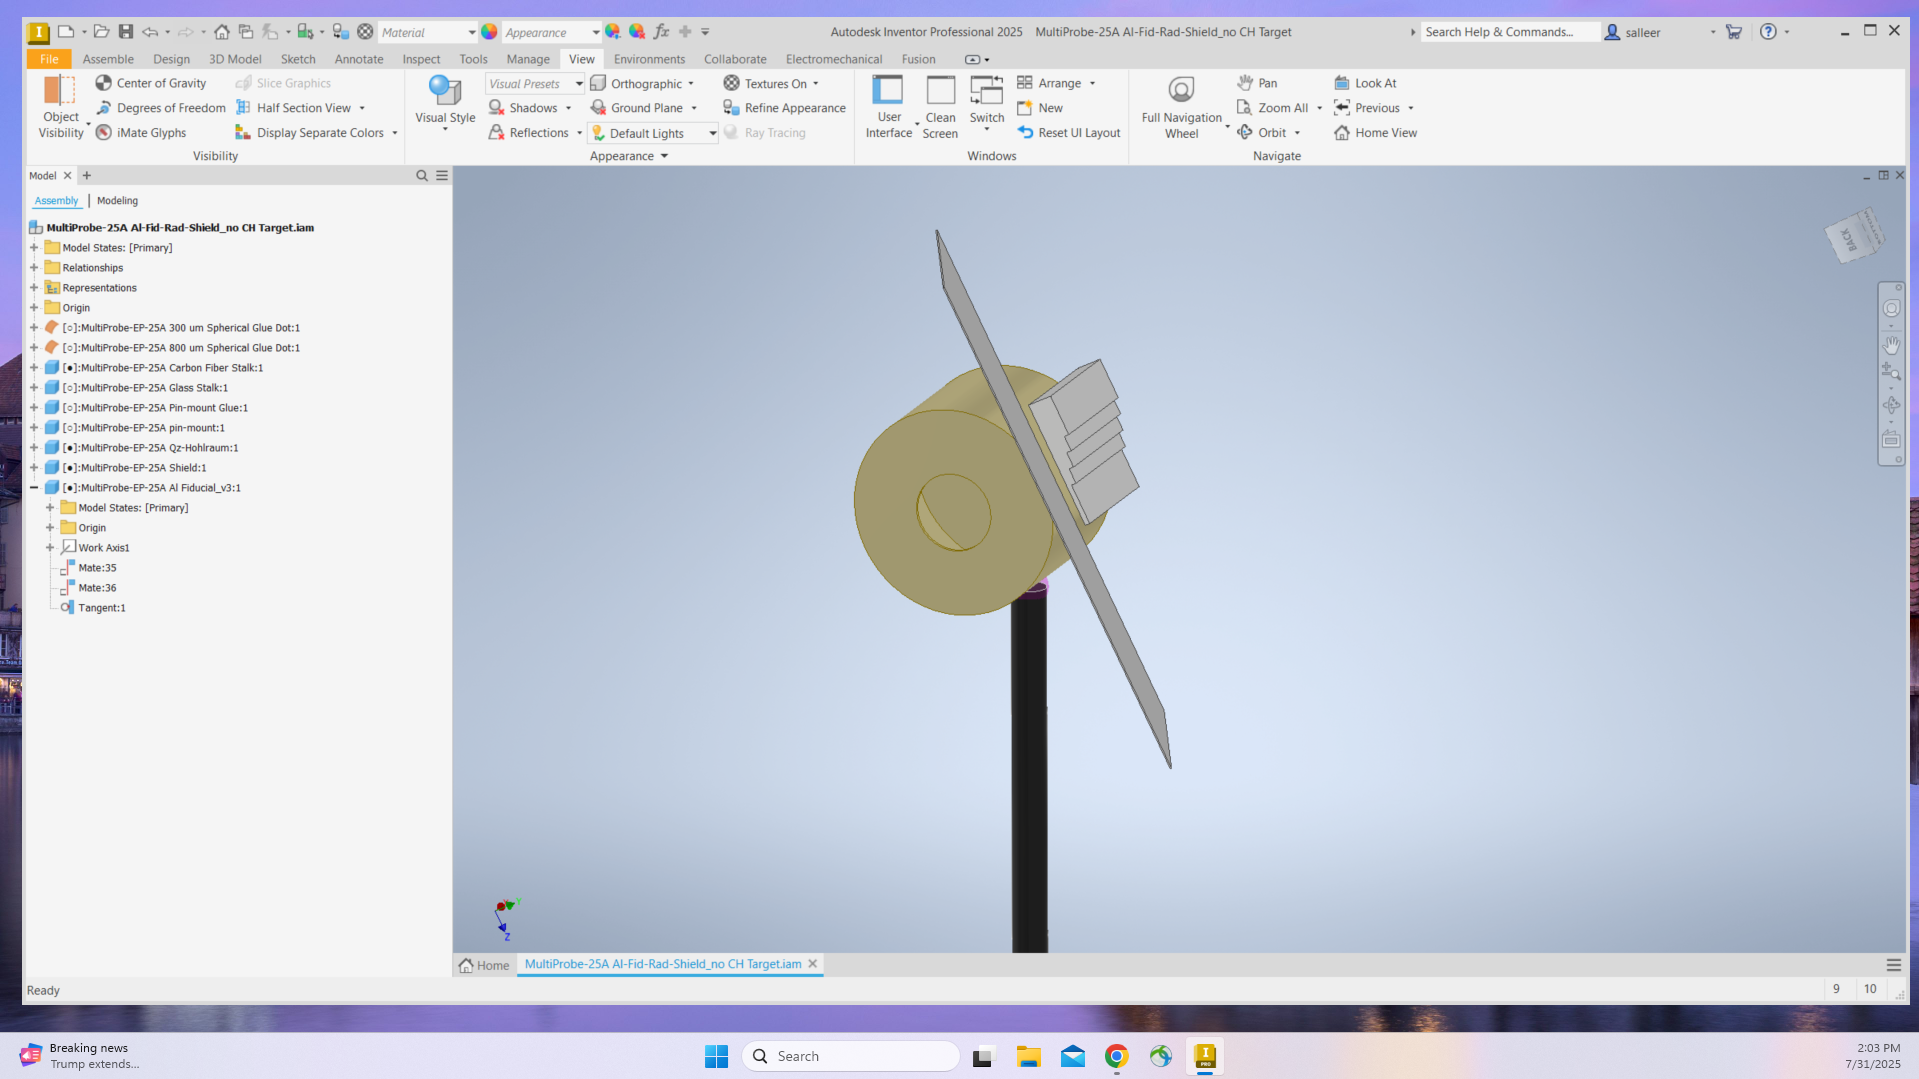 Material
Appearance
Autodesk Inventor Professional 2025 MultiProbe-25A Al-Fid-Rad-Shield_no CH Target
Search Help & Commands...
salleer
File Assembly Design 3D Model Sketch Annotate Inspect Tools Manage View Environments Collaborate Electromechanical Fusion
Object Visibility
Center of Gravity
Degrees of Freedom
iMate Glyphs
Slice Graphics
Half Section View
Display Separate Colors
Visibility
Visual Style
Visual Presets
Shadows
Reflections
Orthographic
Ground Plane
Default Lights
Textures On
Refine Appearance
Ray Tracing
Appearance
User Interface
Clean Screen
Switch
Arrange
New
Reset UI Layout
Windows
Full Navigation Wheel
Pan
Zoom All
Orbit
Look At
Previous
Home View
Navigate
Model
Assembly | Modeling
MultiProbe-25A Al-Fid-Rad-Shield_no CH Target.iam
Model States: [Primary]
Relationships
Representations
Origin
[○]:MultiProbe-EP-25A 300 um Spherical Glue Dot:1
[○]:MultiProbe-EP-25A 800 um Spherical Glue Dot:1
[●]:MultiProbe-EP-25A Carbon Fiber Stalk:1
[○]:MultiProbe-EP-25A Glass Stalk:1
[○]:MultiProbe-EP-25A Pin-mount Glue:1
[○]:MultiProbe-EP-25A pin-mount:1
[●]:MultiProbe-EP-25A Qz-Hohlraum:1
[●]:MultiProbe-EP-25A Shield:1
[●]:MultiProbe-EP-25A Al Fiducial_v3:1
Model States: [Primary]
Origin
Work Axis1
Mate:35
Mate:36
Tangent:1
BACK
Y
Z
Home
MultiProbe-25A Al-Fid-Rad-Shield_no CH Target.iam
Ready
9 10
Breaking news
Trump extends...
Search
PRO
2:03 PM
7/31/2025